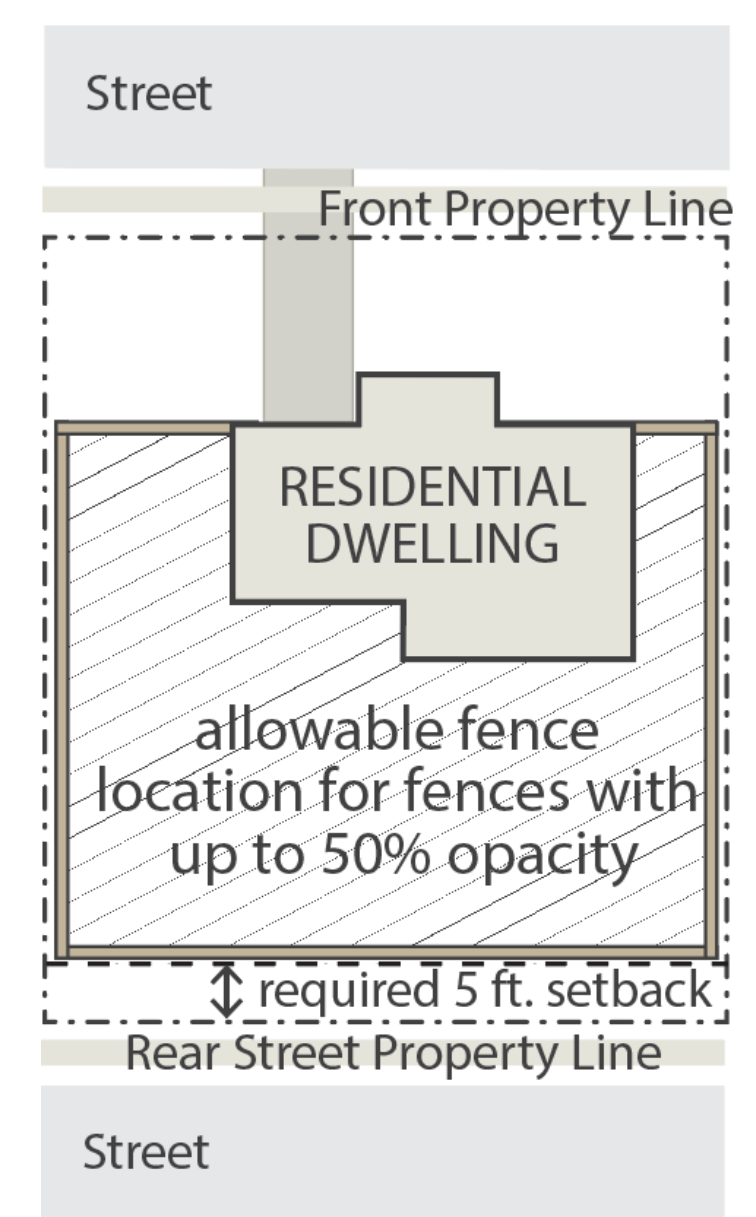 Street
Front Property Line
RESIDENTIAL
DWELLING
allowable fence
location for fences with
up to 50% opacity
required 5 ft. setback
Rear Street Property Line
Street